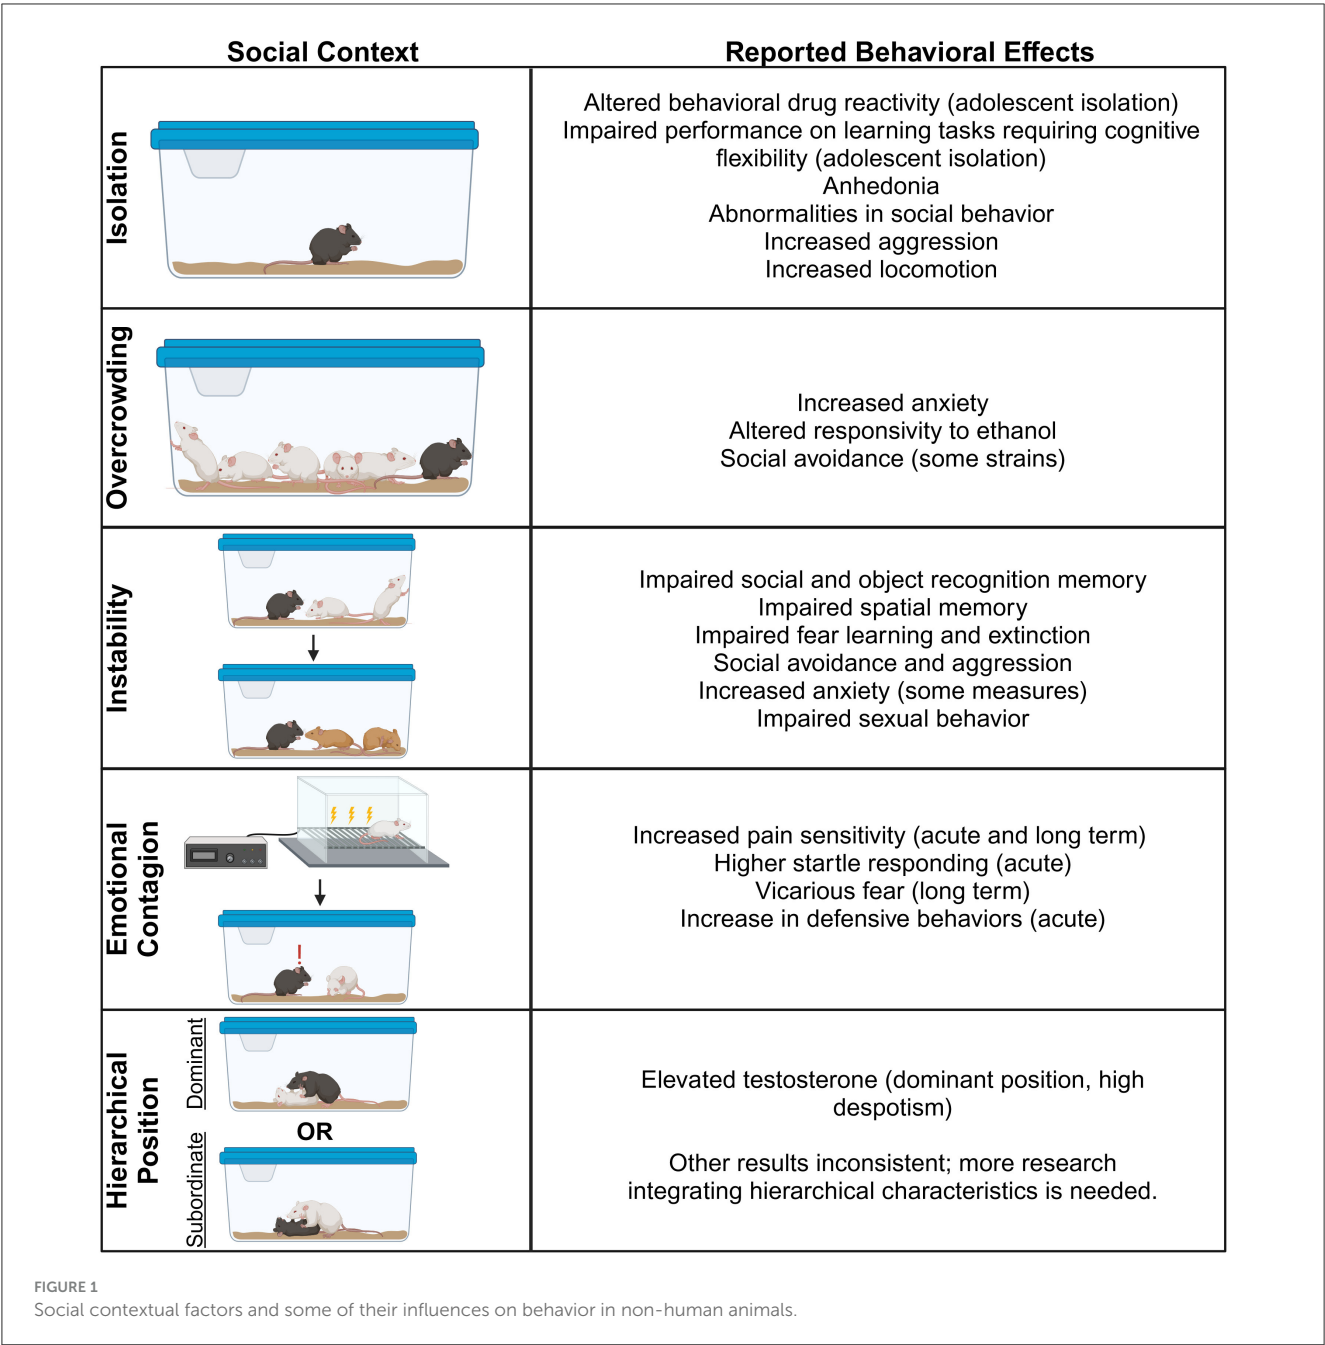 Social Context
Reported Behavioral Effects
Isolation
Altered behavioral drug reactivity (adolescent isolation)
Impaired performance on learning tasks requiring cognitive
flexibility (adolescent isolation)
Anhedonia
Abnormalities in social behavior
Increased aggression
Increased locomotion
Overcrowding
Increased anxiety
Altered responsivity to ethanol
Social avoidance (some strains)
Instability
Impaired social and object recognition memory
Impaired spatial memory
Impaired fear learning and extinction
Social avoidance and aggression
Increased anxiety (some measures)
Impaired sexual behavior
Emotional
Contagion
!
Increased pain sensitivity (acute and long term)
Higher startle responding (acute)
Vicarious fear (long term)
Increase in defensive behaviors (acute)
Hierarchical
Position
Dominant
OR
Subordinate
Elevated testosterone (dominant position, high
despotism)
Other results inconsistent; more research
integrating hierarchical characteristics is needed.
FIGURE 1
Social contextual factors and some of their influences on behavior in non-human animals.